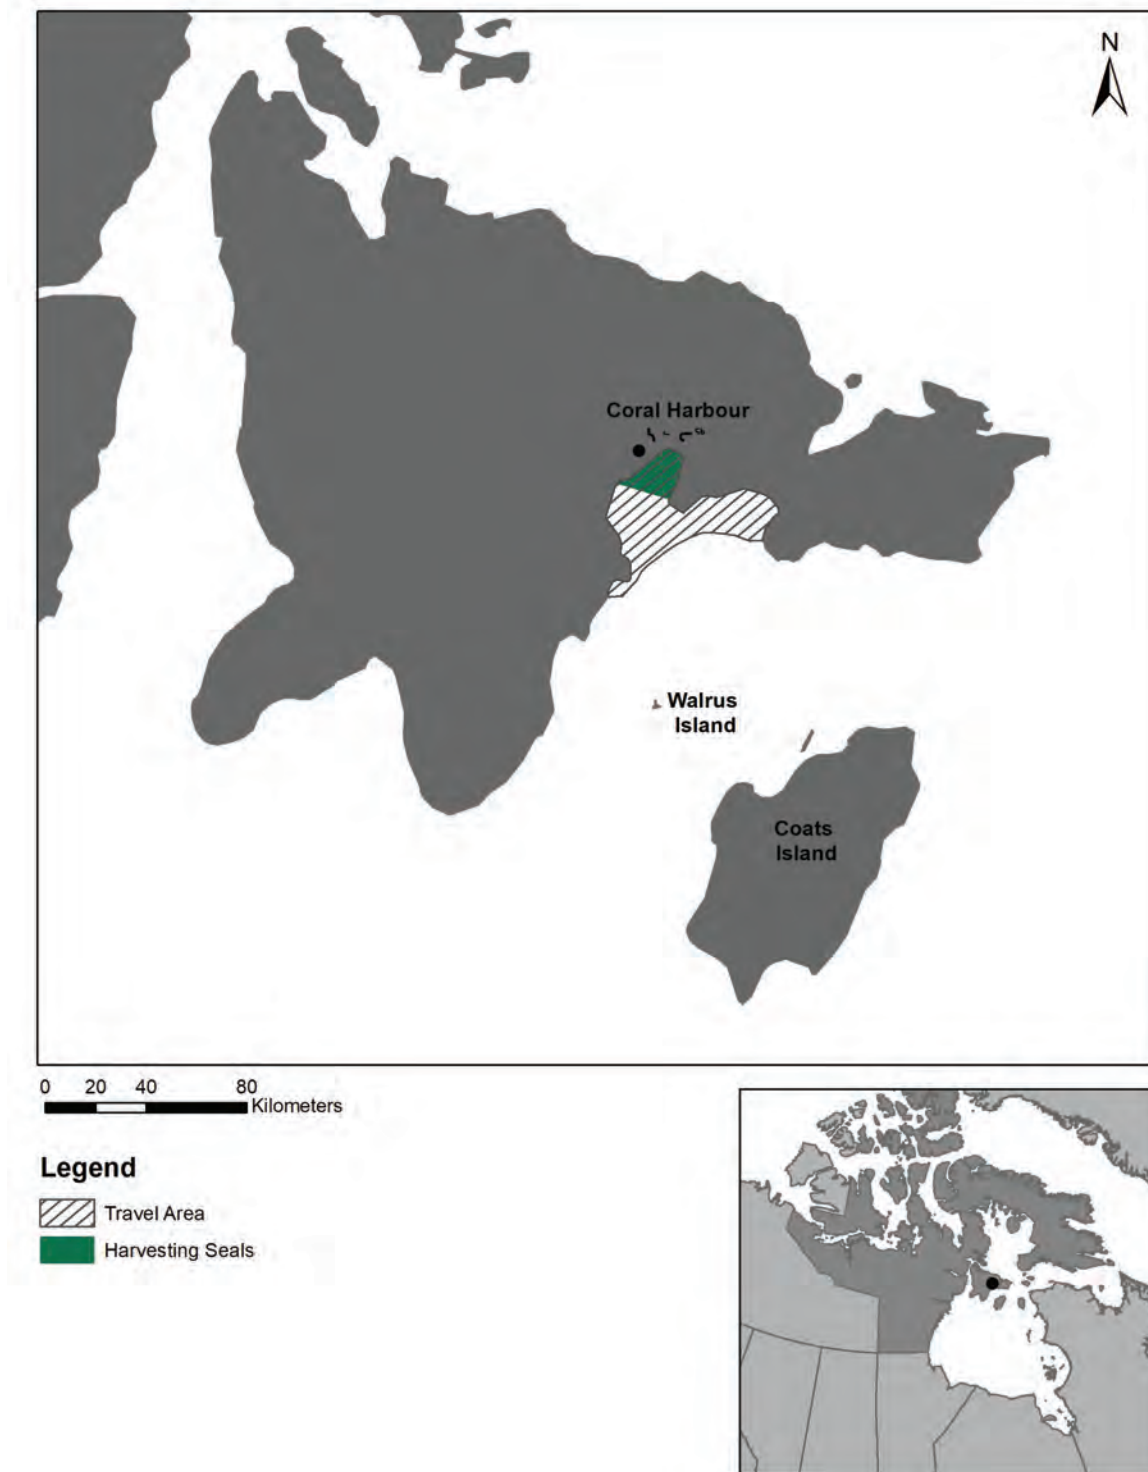 N
Coral Harbour
Walrus
Island
Coats
Island
0 20 40 80
Kilometers
Legend
Travel Area
Harvesting Seals